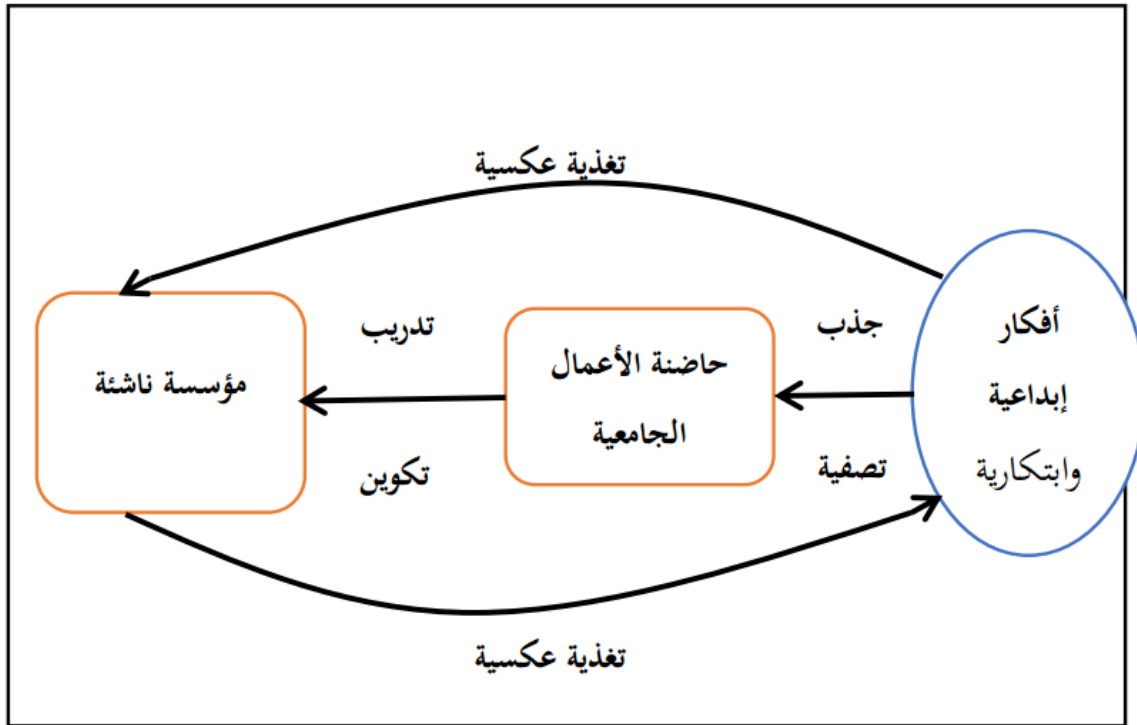 تغذية عكسية
أفكار
إبداعية
وابتكارية
جذب
تصفية
حاضنة الأعمال
الجامعية
تدريب
تكوين
مؤسسة ناشئة
تغذية عكسية